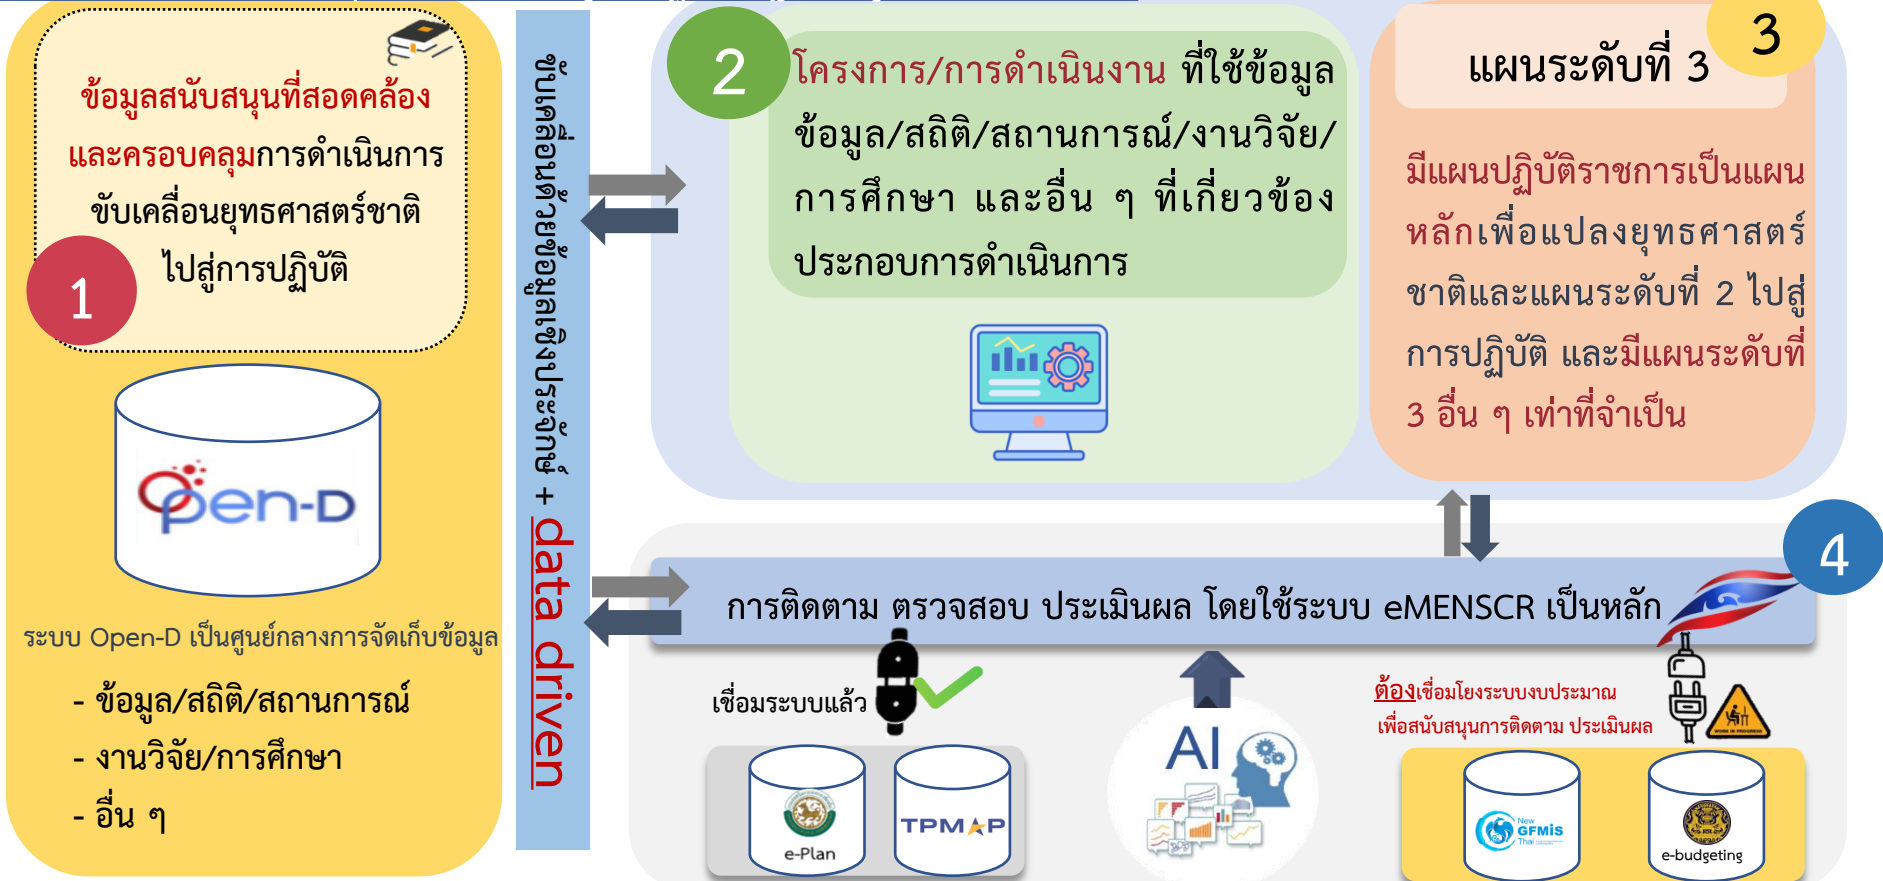 ข้อมูลสนับสนุนที่สอดคล้อง
และครอบคลุมการดำเนินการ
ขับเคลื่อนยุทธศาสตร์ชาติ
ไปสู่การปฏิบัติ
1
Open-D
ระบบ Open-D เป็นศูนย์กลางการจัดเก็บข้อมูล
- ข้อมูล/สถิติ/สถานการณ์
- งานวิจัย/การศึกษา
- อื่น ๆ
ขับเคลื่อนด้วยข้อมูลเชิงประจักษ์ + data driven
2
โครงการ/การดำเนินงาน ที่ใช้ข้อมูล
ข้อมูล/สถิติ/สถานการณ์/งานวิจัย/
การศึกษา และอื่น ๆ ที่เกี่ยวข้อง
ประกอบการดำเนินการ
3
แผนระดับที่ 3
มีแผนปฏิบัติราชการเป็นแผน
หลักเพื่อแปลงยุทธศาสตร์
ชาติและแผนระดับที่ 2 ไปสู่
การปฏิบัติ และมีแผนระดับที่
3 อื่น ๆ เท่าที่จำเป็น
4
การติดตาม ตรวจสอบ ประเมินผล โดยใช้ระบบ eMENSCR เป็นหลัก
เชื่อมระบบแล้ว
e-Plan
TPMAP
AI
ต้องเชื่อมโยงระบบงบประมาณ
เพื่อสนับสนุนการติดตาม ประเมินผล
WORK IN PROGRESS
New
GFMiS
Thai
e-budgeting